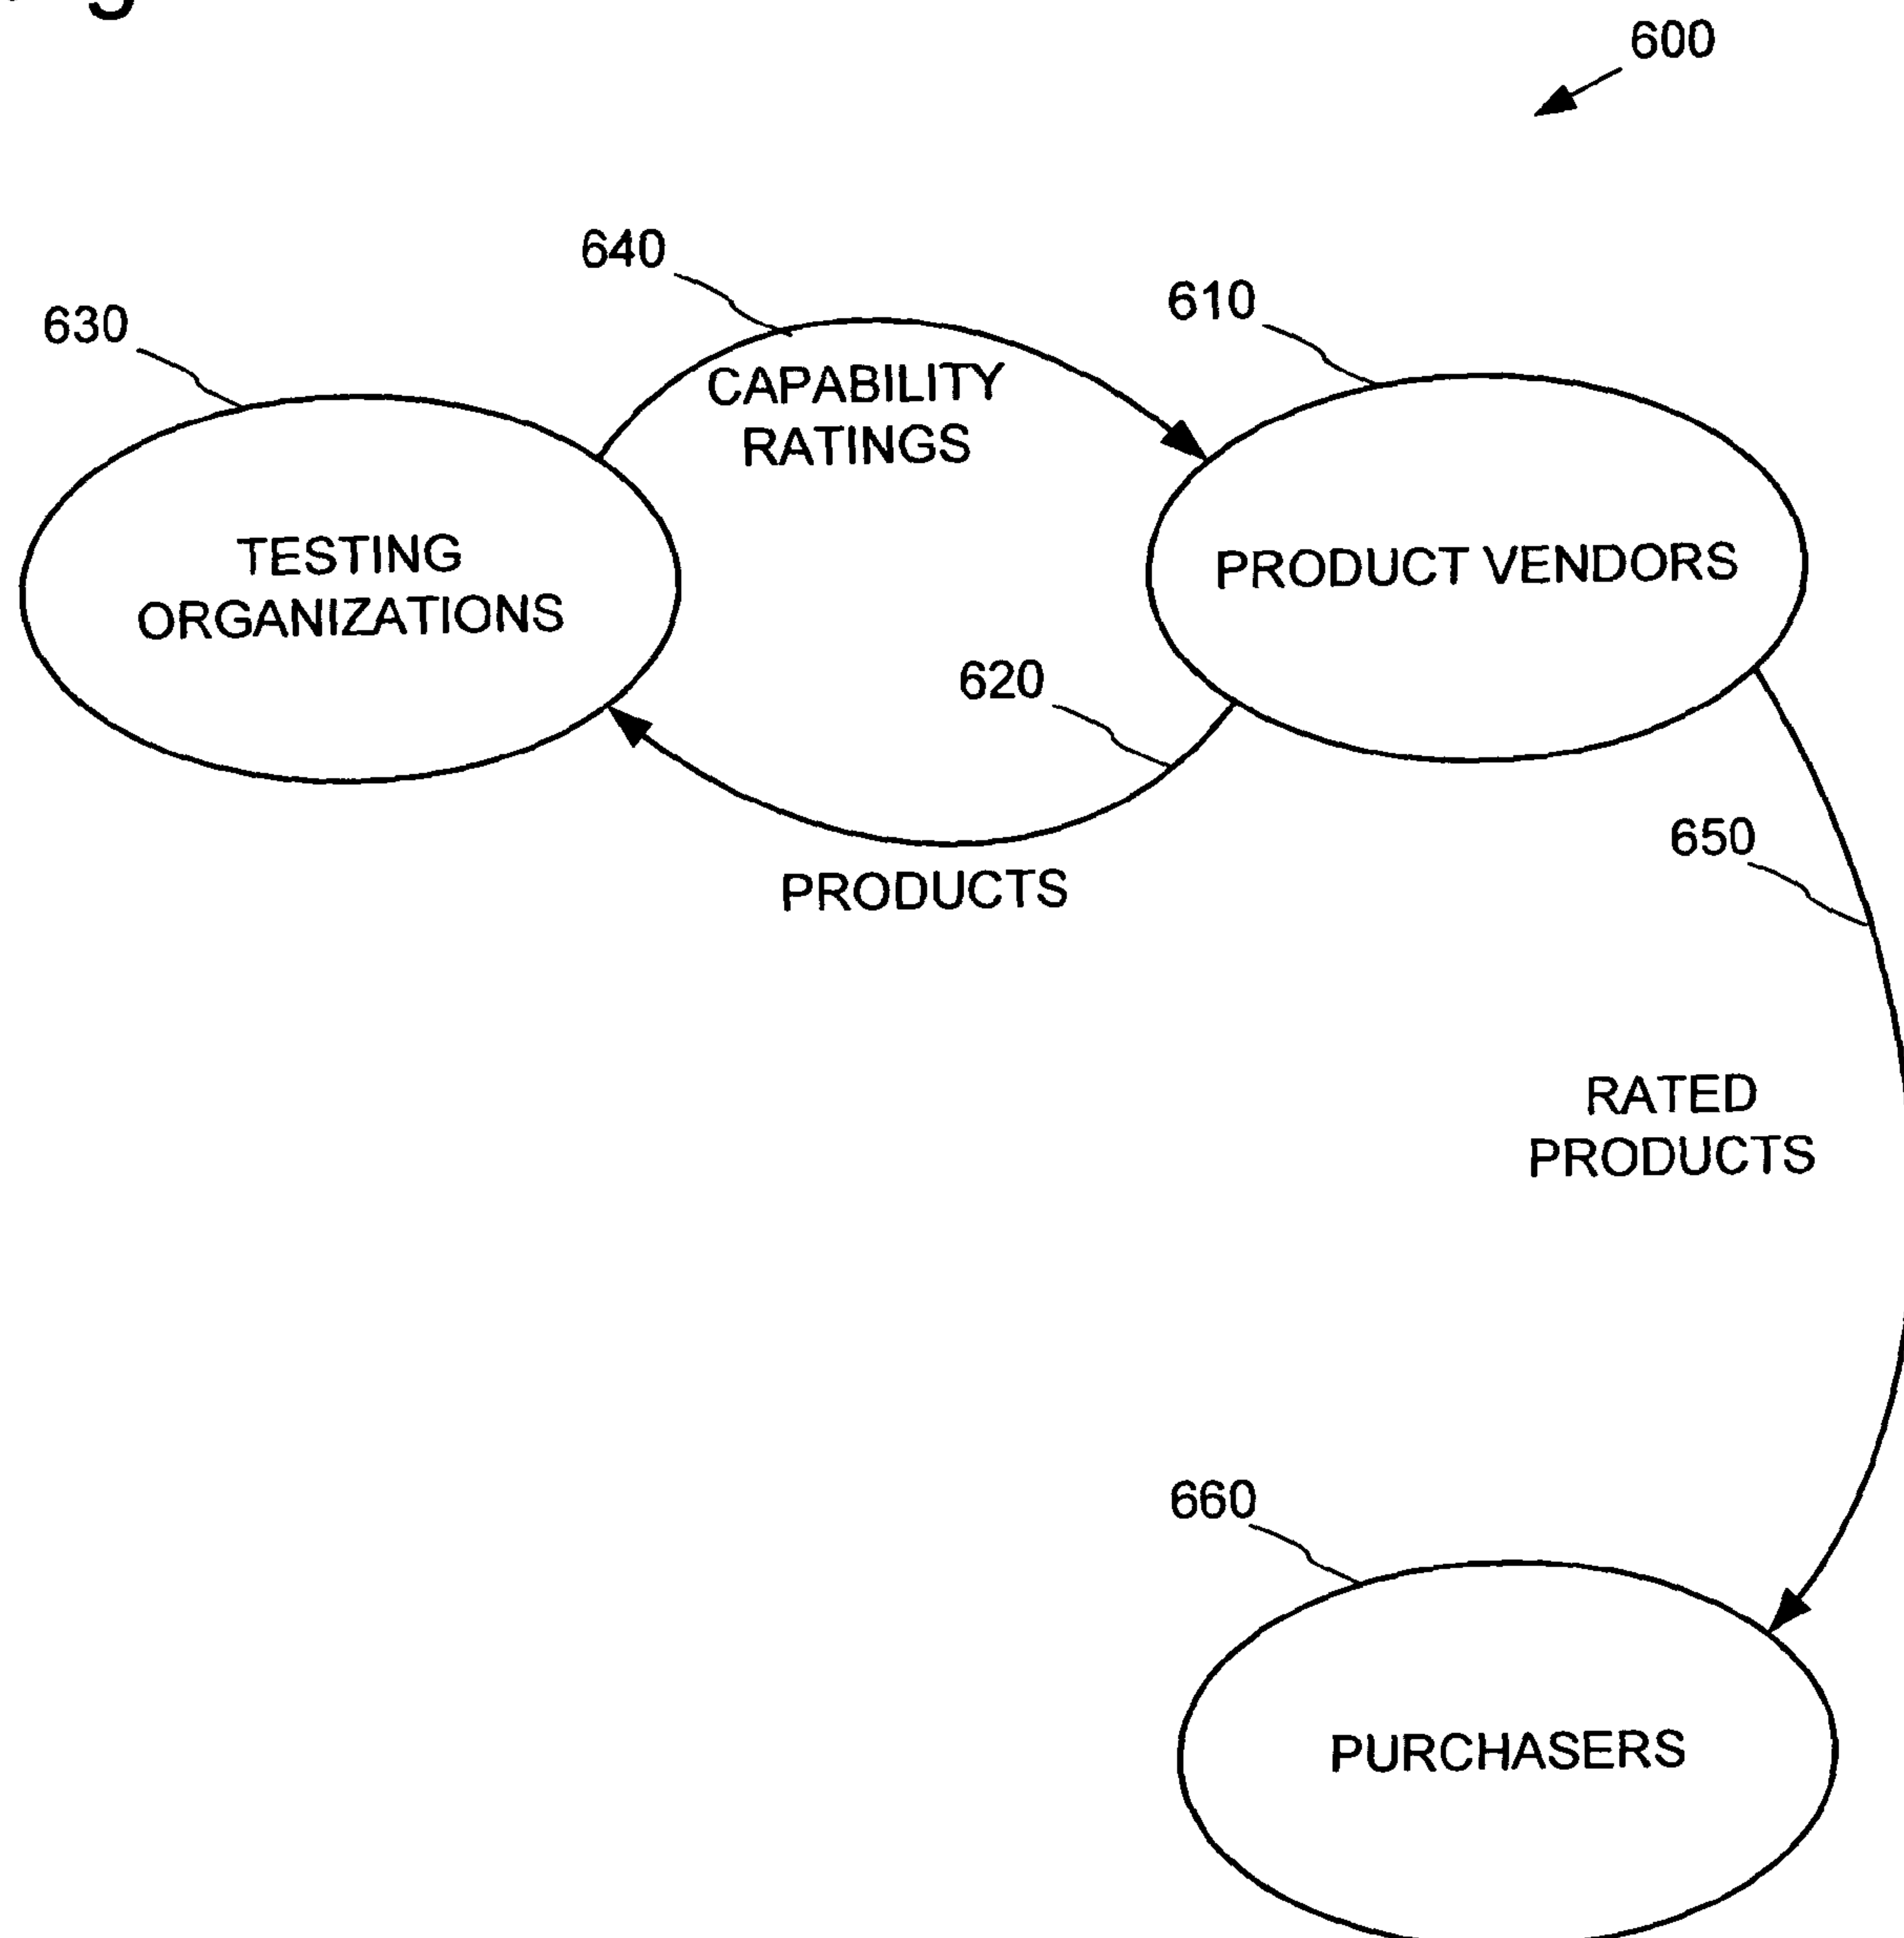 600
640
610
630
CAPABILITY
RATINGS
TESTING
ORGANIZATIONS
PRODUCT VENDORS
620
650
PRODUCTS
RATED
PRODUCTS
660
PURCHASERS